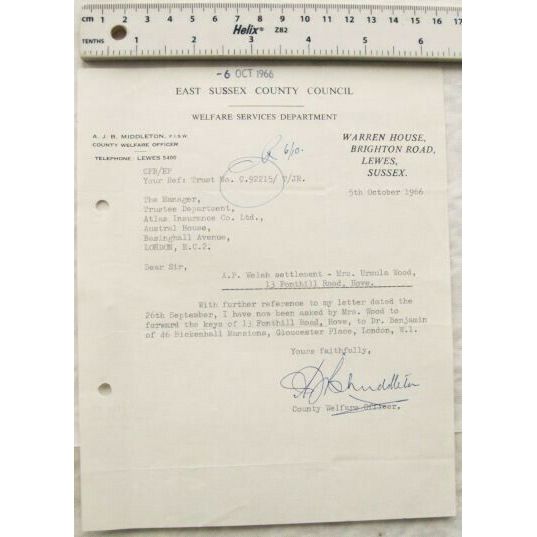 cm 1 2 3 4 5 6 7 8 9 10 11 12 13 14 15 16 17
Helix® Z82
TENTHS 1 2 3 4 5 6
-6 OCT 1966
EAST SUSSEX COUNTY COUNCIL
WELFARE SERVICES DEPARTMENT
A. J. B. MIDDLETON, F.I.S.W.
COUNTY WELFARE OFFICER
TELEPHONE: LEWES 5400
WARREN HOUSE,
BRIGHTON ROAD,
LEWES,
SUSSEX.
6/10.
CPB/EP
Your Ref: Trust No. C.92215/T/JR.
5th October 1966
The Manager,
Trustee Department,
Atlas Insurance Co. Ltd.,
Austral House,
Basinghall Avenue,
LONDON, E.C.2.
Dear Sir,
A.P. Welsh settlement - Mrs. Ursula Wood,
13 Fonthill Road, Hove.
With further reference to my letter dated the
26th September, I have now been asked by Mrs. Wood to
forward the keys of 13 Fonthill Road, Hove, to Dr. Benjamin
of 46 Bickenhall Mansions, Gloucester Place, London, W.1.
Yours faithfully,
Middleton
County Welfare Officer.